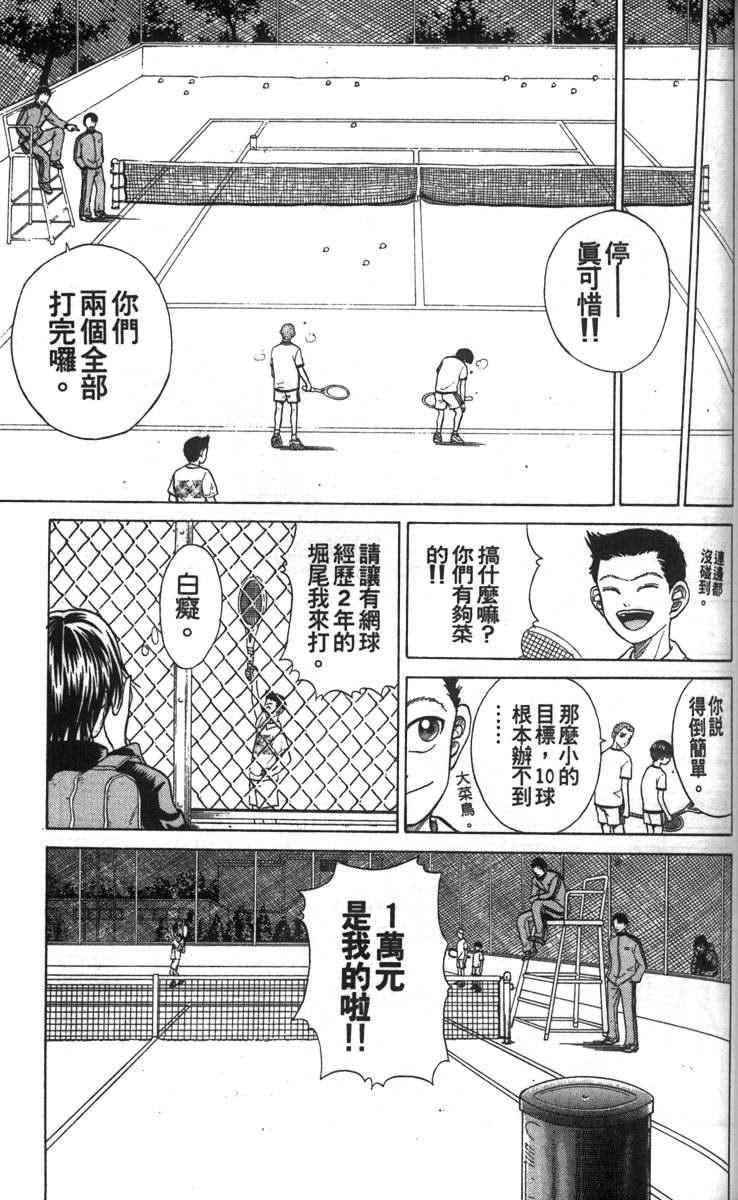 停——
眞可惜!!
你們
兩個全部
打完囉。
連邊都
沒碰到。
搞什麼嘛?
你們有夠菜
的!!
請讓有網球
經歷2年的
堀尾我來打。
白癡。
你說
得倒簡單。
那麼小的
目標，10球
根本辦不到
……
大菜鳥。
1萬元
是我的啦!!